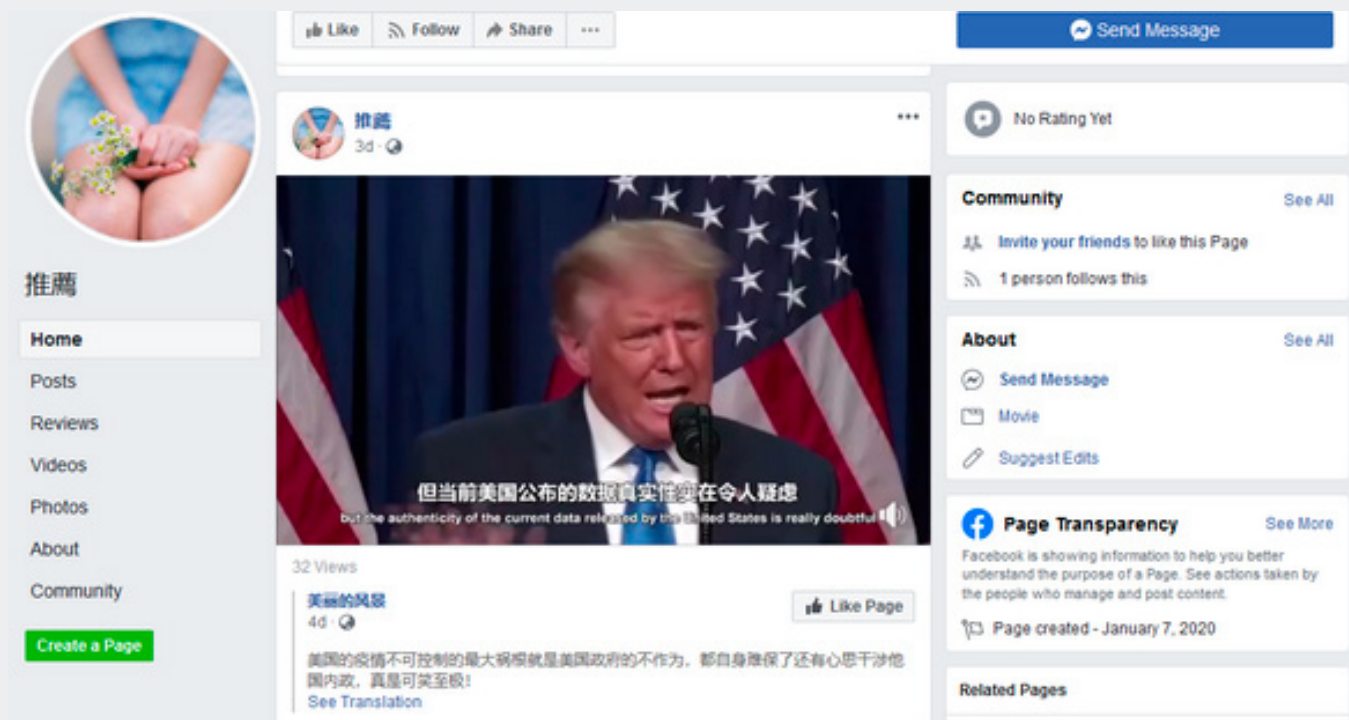 Like
Follow
Share
Send Message
推薦
3d
但当前美国公布的数据真实性实在令人疑虑
but the authenticity of the current data released by the United States is really doubtful
32 Views
美丽的风景
4d
Like Page
美国的疫情不可控制的最大祸根就是美国政府的不作为，都自身难保了还有心思干涉他
国内政，真是可笑至极！
See Translation
推薦
Home
Posts
Reviews
Videos
Photos
About
Community
Create a Page
No Rating Yet
Community
See All
Invite your friends to like this Page
1 person follows this
About
See All
Send Message
Movie
Suggest Edits
Page Transparency
See More
Facebook is showing information to help you better
understand the purpose of a Page. See actions taken by
the people who manage and post content.
Page created - January 7, 2020
Related Pages